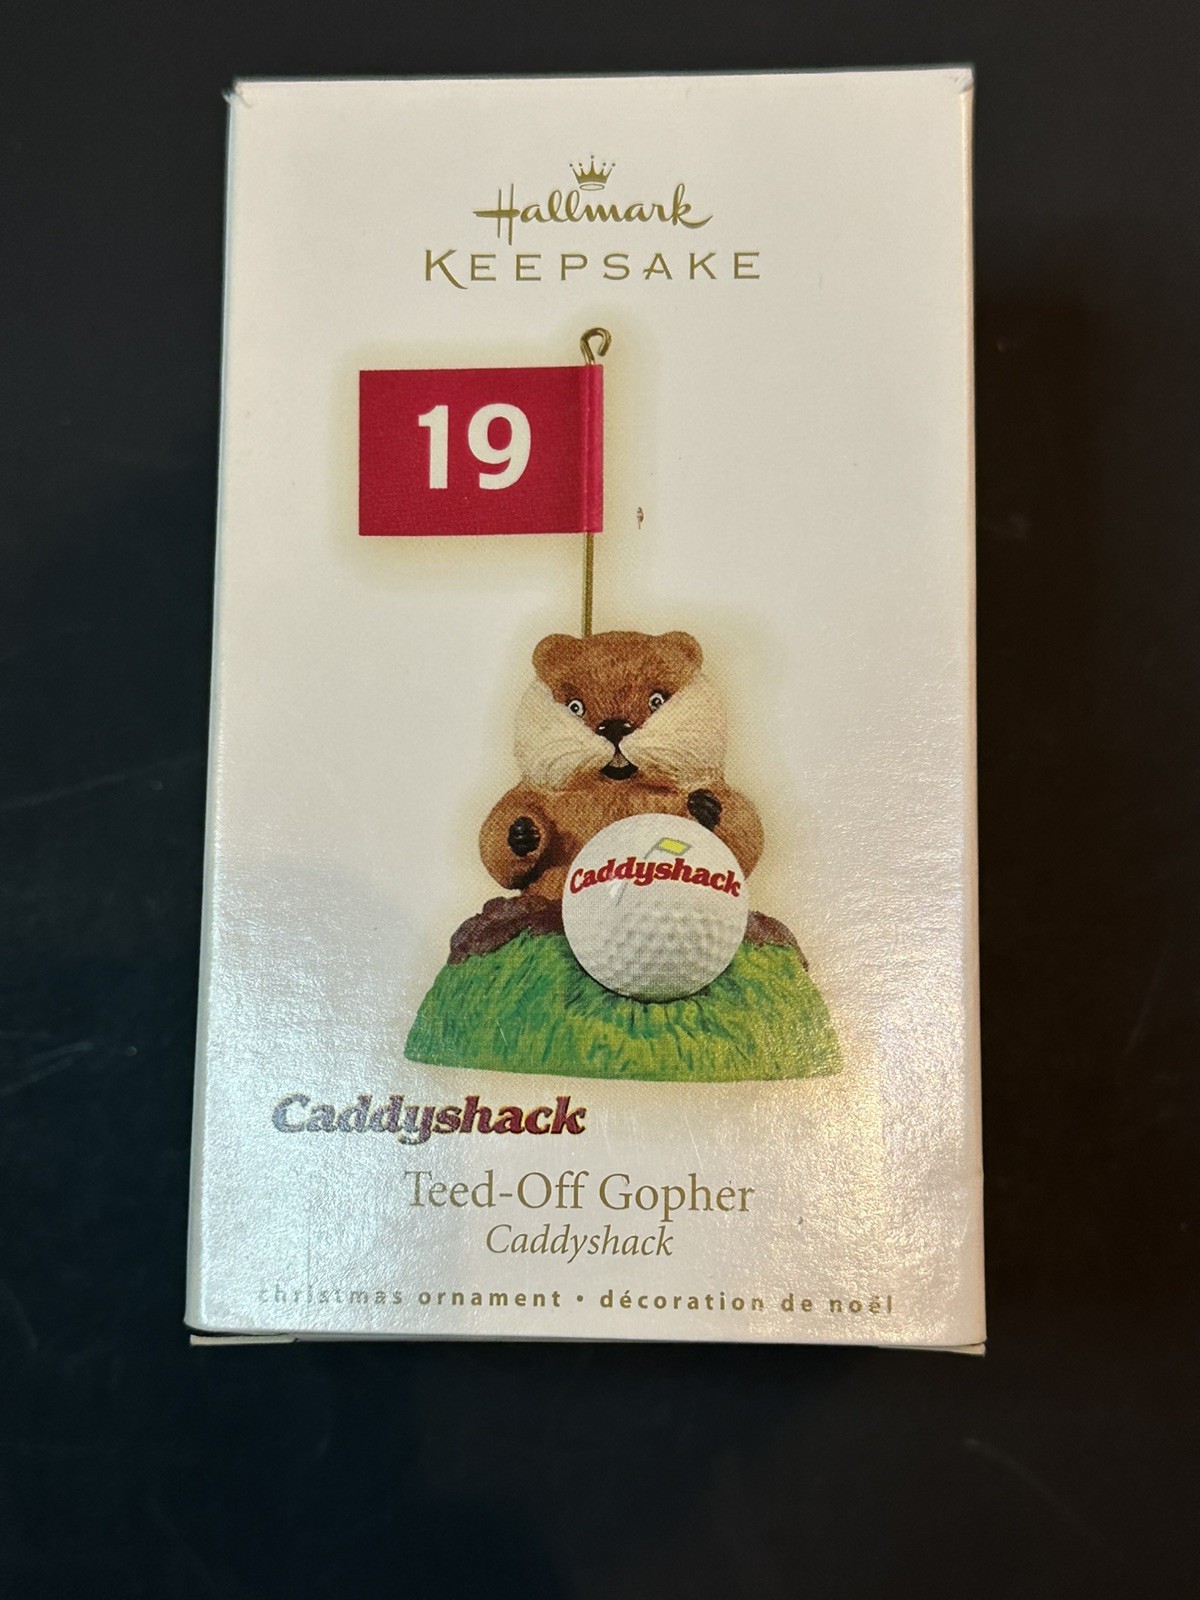 Hallmark
KEEPSAKE
19
Caddyshack
Caddyshack
Teed-Off Gopher
Caddyshack
christmas ornament • décoration de noël